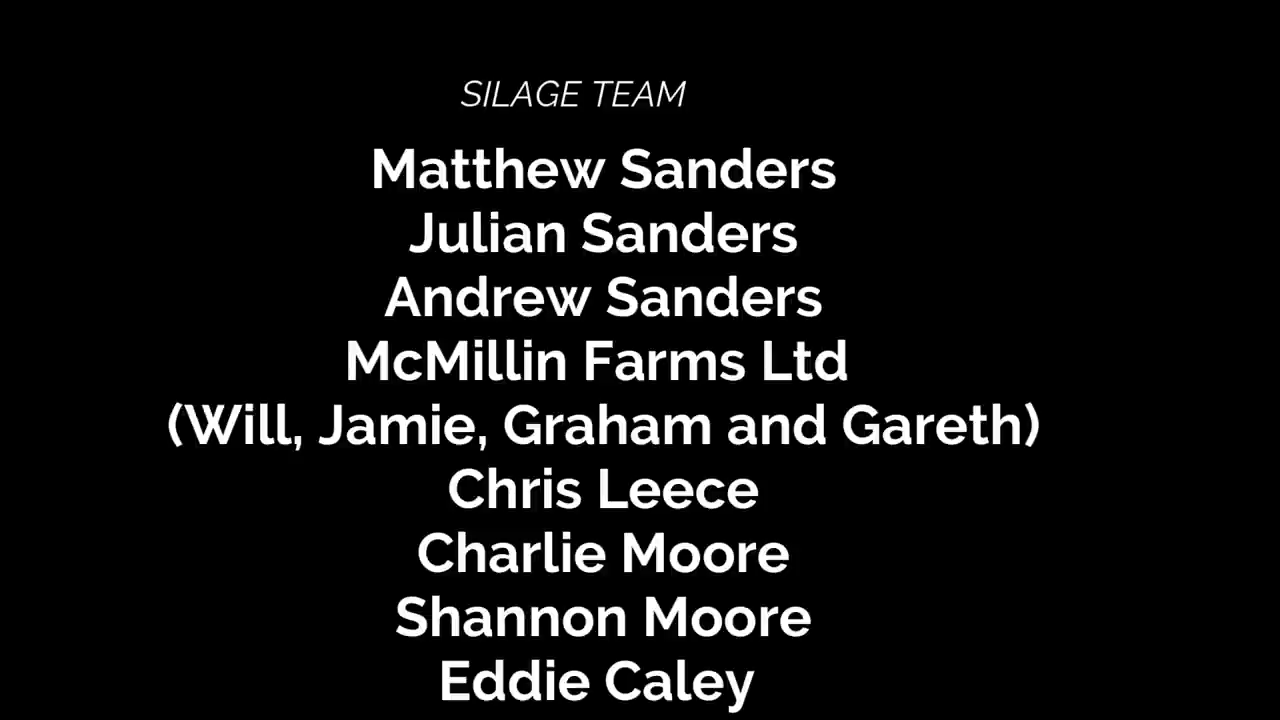 SILAGE TEAM
Matthew Sanders
Julian Sanders
Andrew Sanders
McMillin Farms Ltd
(Will, Jamie, Graham and Gareth)
Chris Leece
Charlie Moore
Shannon Moore
Eddie Caley